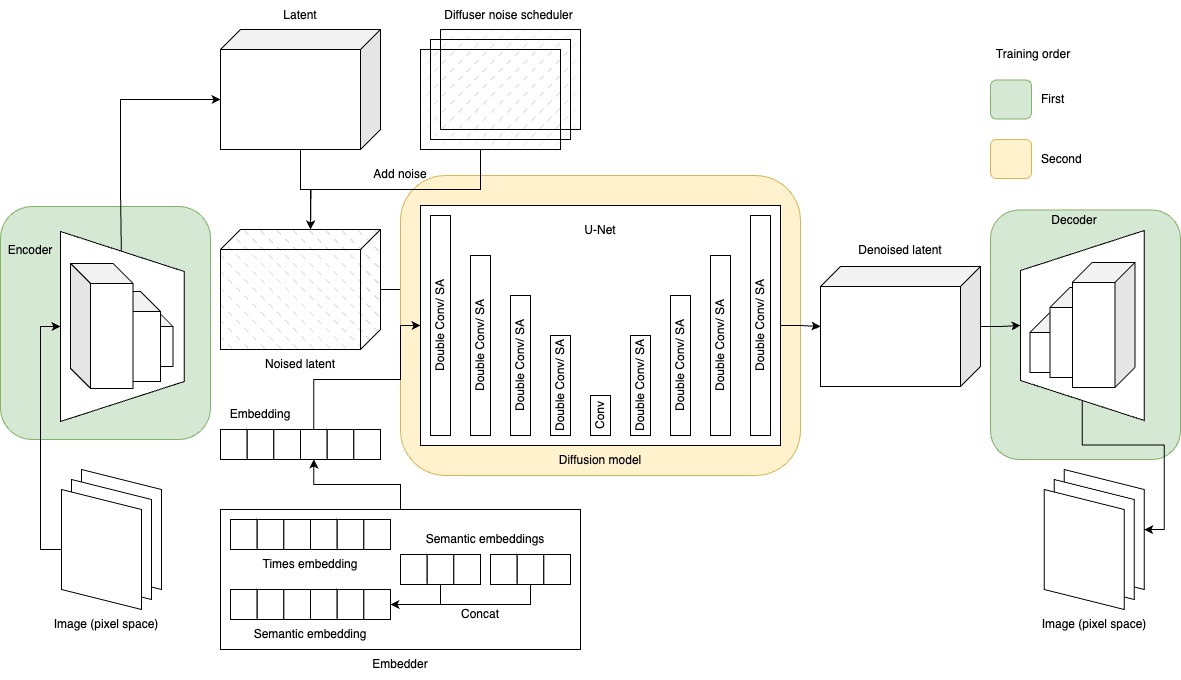 Latent
Diffuser noise scheduler
Training order
First
Second
Add noise
Encoder
U-Net
Decoder
Denoised latent
Double Conv/ SA
Double Conv/ SA
Double Conv/ SA
Double Conv/ SA
Conv
Double Conv/ SA
Double Conv/ SA
Double Conv/ SA
Double Conv/ SA
Noised latent
Embedding
Diffusion model
Semantic embeddings
Times embedding
Concat
Semantic embedding
Embedder
Image (pixel space)
Image (pixel space)